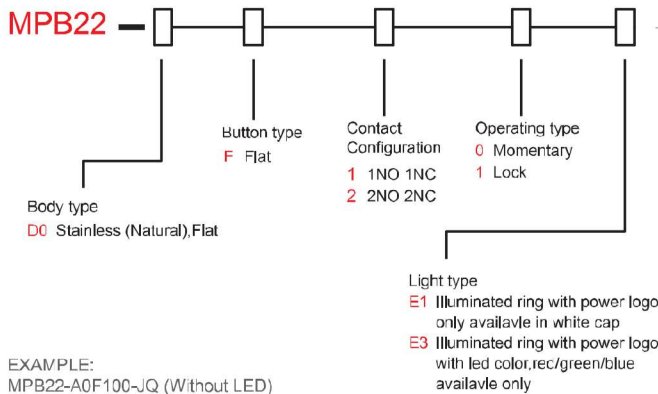 MPB22
Button type
F Flat
Contact
Configuration
1 1NO 1NC
2 2NO 2NC
Operating type
0 Momentary
1 Lock
Body type
D0 Stainless (Natural),Flat
Light type
E1 Illuminated ring with power logo
only availavle in white cap
E3 Illuminated ring with power logo
with led color,rec/green/blue
availavle only
EXAMPLE:
MPB22-A0F100-JQ (Without LED)